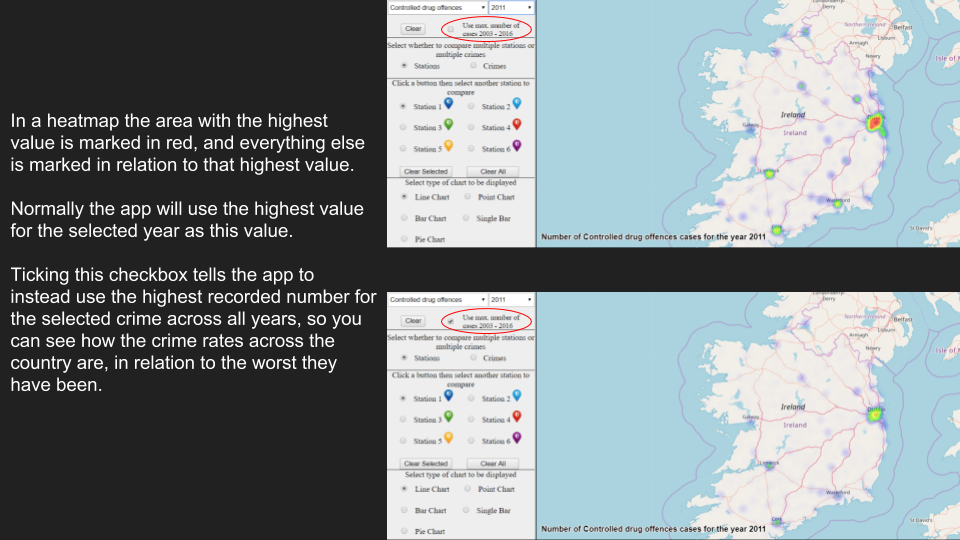 In a heatmap the area with the highest
value is marked in red, and everything else
is marked in relation to that highest value.
Normally the app will use the highest value
for the selected year as this value.
Ticking this checkbox tells the app to
instead use the highest recorded number for
the selected crime across all years, so you
can see how the crime rates across the
country are, in relation to the worst they
have been.
Controlled drug offences 2011
Clear Use max. number of
cases 2003 - 2016
Select whether to compare multiple stations or
multiple crimes
Stations Crimes
Click a button then select another station to
compare
Station 1 Station 2
Station 3 Station 4
Station 5 Station 6
Clear Selected Clear All
Select type of chart to be displayed
Line Chart Point Chart
Bar Chart Single Bar
Pie Chart
Londonderry/
Derry
Northern Ireland
Belfast
Lisburn
Armagh
Newry
Isle of
Ireland
Ireland
Galway
Limerick
Waterford
St David's
Number of Controlled drug offences cases for the year 2011
Controlled drug offences 2011
Clear Use max. number of
cases 2003 - 2016
Select whether to compare multiple stations or
multiple crimes
Stations Crimes
Click a button then select another station to
compare
Station 1 Station 2
Station 3 Station 4
Station 5 Station 6
Clear Selected Clear All
Select type of chart to be displayed
Line Chart Point Chart
Bar Chart Single Bar
Pie Chart
Derry
Northern Ireland
Belfast
Lisburn
Armagh
Newry
Isle of
Dublin
Ireland
Ireland
Galway
Limerick
Waterford
Cork
St David's
Number of Controlled drug offences cases for the year 2011